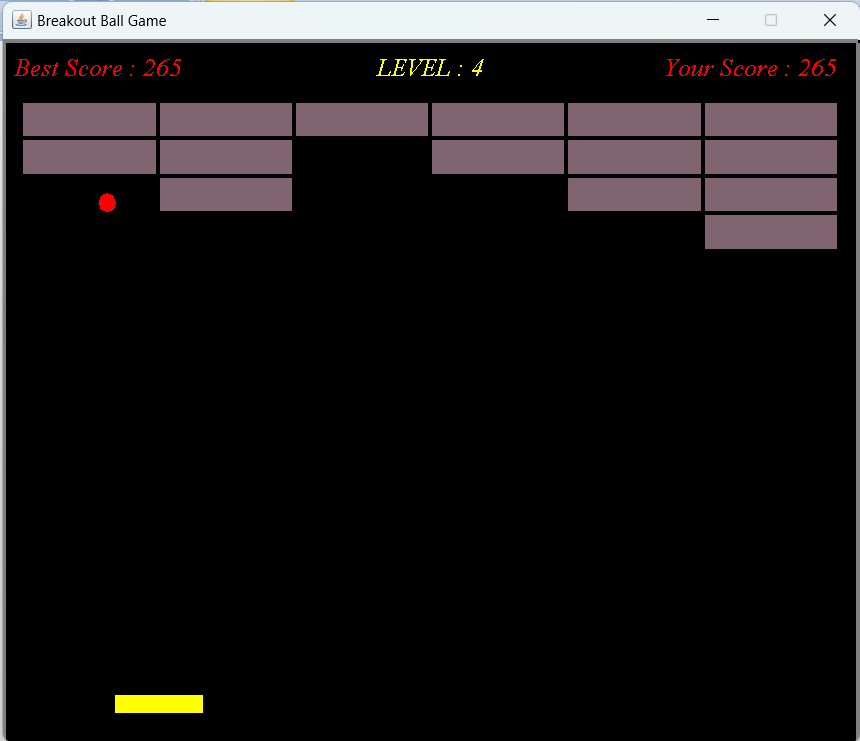 Breakout Ball Game
Best Score : 265 LEVEL : 4 Your Score : 265